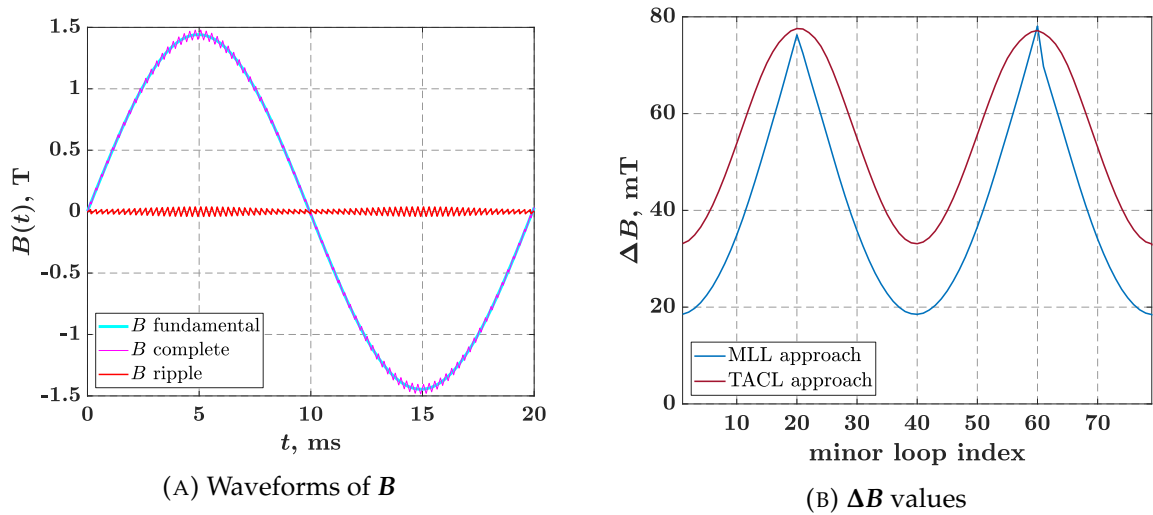 1.5
1
0.5
0
-0.5
-1
-1.5
B(t), T
B fundamental
B complete
B ripple
0 5 10 15 20
t, ms
(A) Waveforms of B
80
60
40
20
0
ΔB, mT
MLL approach
TACL approach
10 20 30 40 50 60 70
minor loop index
(B) ΔB values